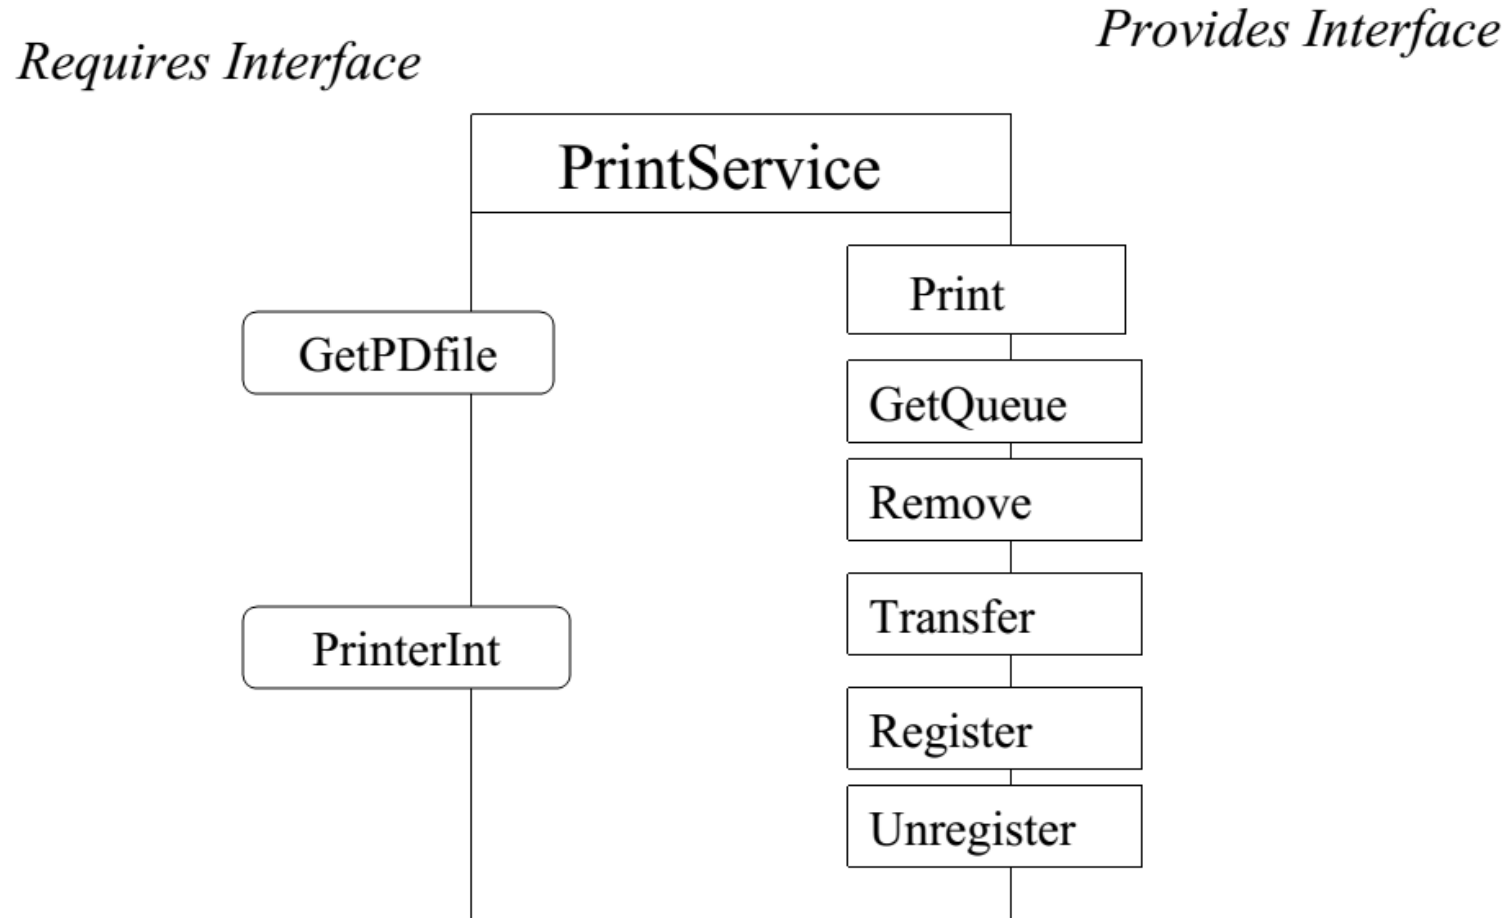 Requires Interface
Provides Interface
PrintService
GetPDfile
PrinterInt
Print
GetQueue
Remove
Transfer
Register
Unregister